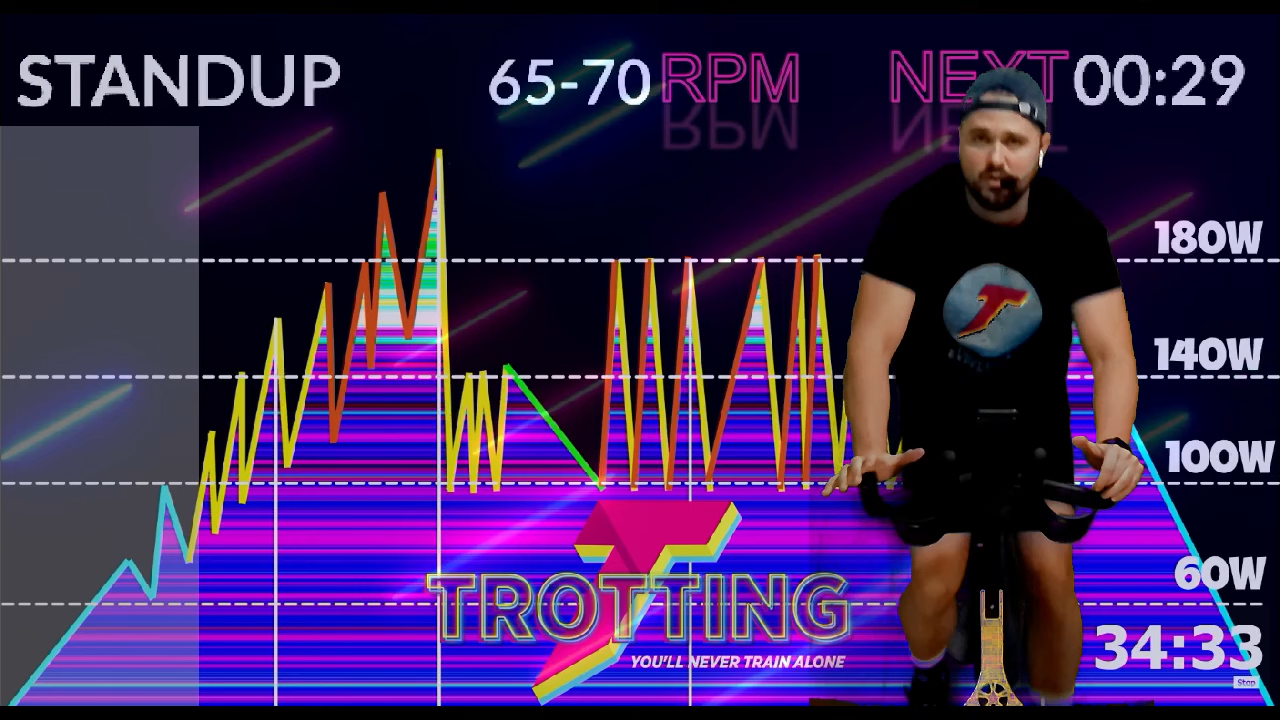 STANDUP
65-70 RPM
NEXT 00:29
180W
140W
100W
60W
TROTTING
YOU'LL NEVER TRAIN ALONE
34:33
Stop